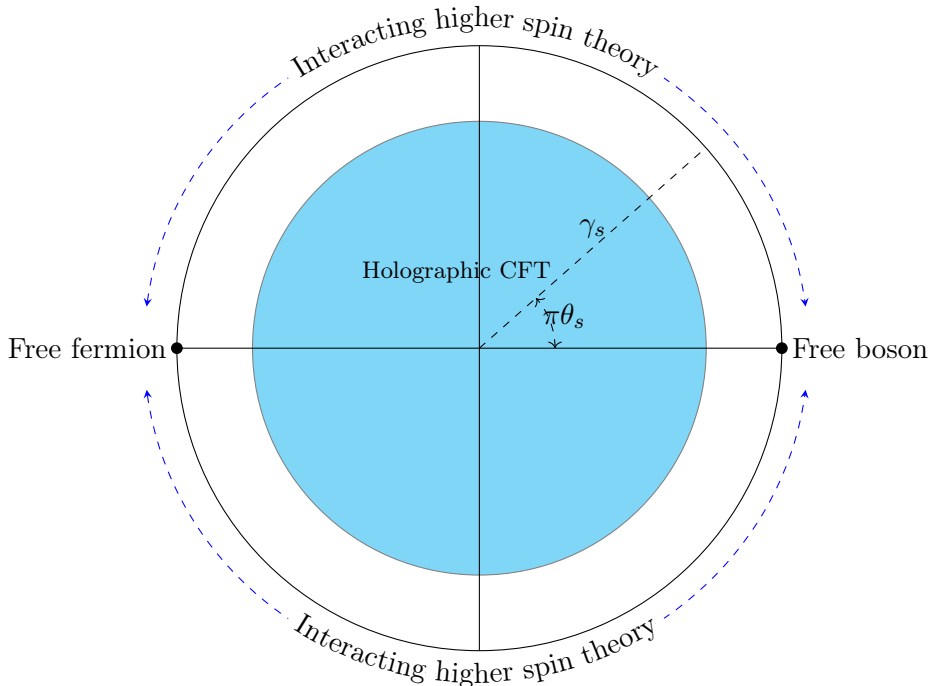 Interacting higher spin theory
γₛ
Holographic CFT
πθₛ
Free fermion
Free boson
Interacting higher spin theory